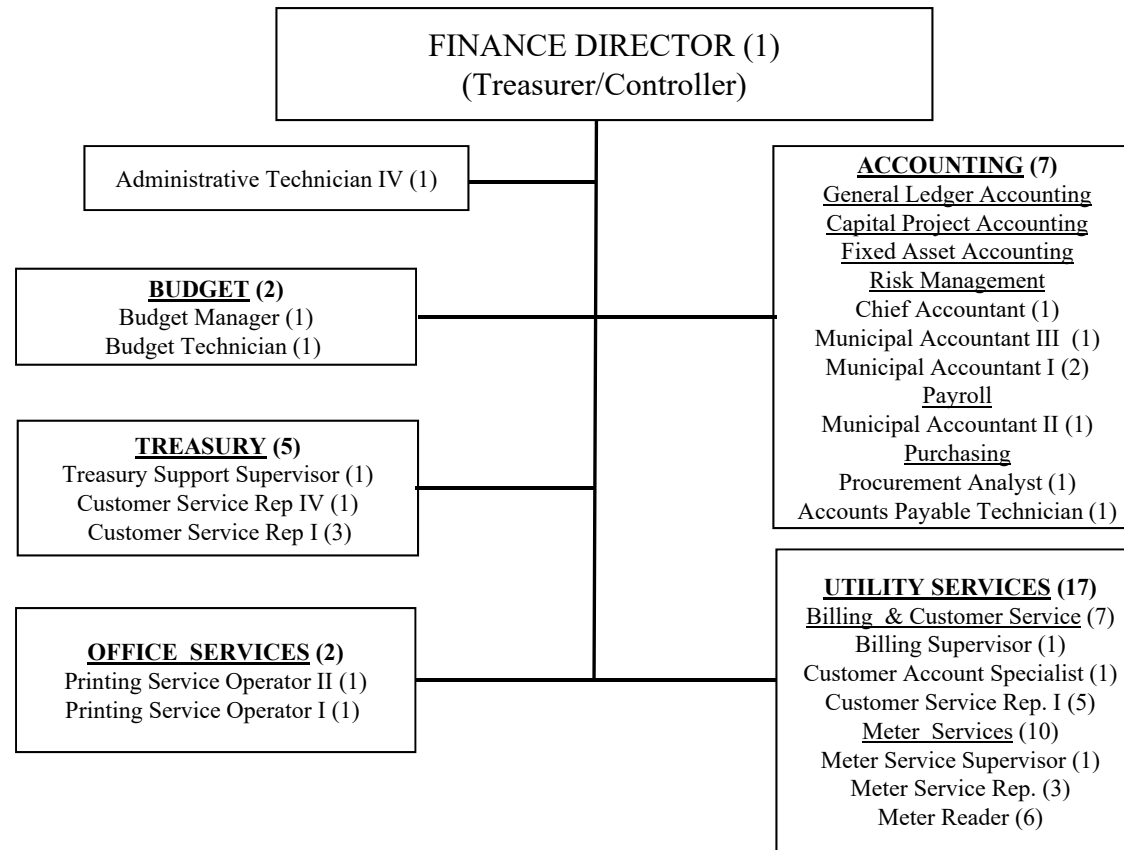 FINANCE DIRECTOR (1)
(Treasurer/Controller)
Administrative Technician IV (1)
BUDGET (2)
Budget Manager (1)
Budget Technician (1)
TREASURY (5)
Treasury Support Supervisor (1)
Customer Service Rep IV (1)
Customer Service Rep I (3)
OFFICE SERVICES (2)
Printing Service Operator II (1)
Printing Service Operator I (1)
ACCOUNTING (7)
General Ledger Accounting
Capital Project Accounting
Fixed Asset Accounting
Risk Management
Chief Accountant (1)
Municipal Accountant III (1)
Municipal Accountant I (2)
Payroll
Municipal Accountant II (1)
Purchasing
Procurement Analyst (1)
Accounts Payable Technician (1)
UTILITY SERVICES (17)
Billing & Customer Service (7)
Billing Supervisor (1)
Customer Account Specialist (1)
Customer Service Rep. I (5)
Meter Services (10)
Meter Service Supervisor (1)
Meter Service Rep. (3)
Meter Reader (6)